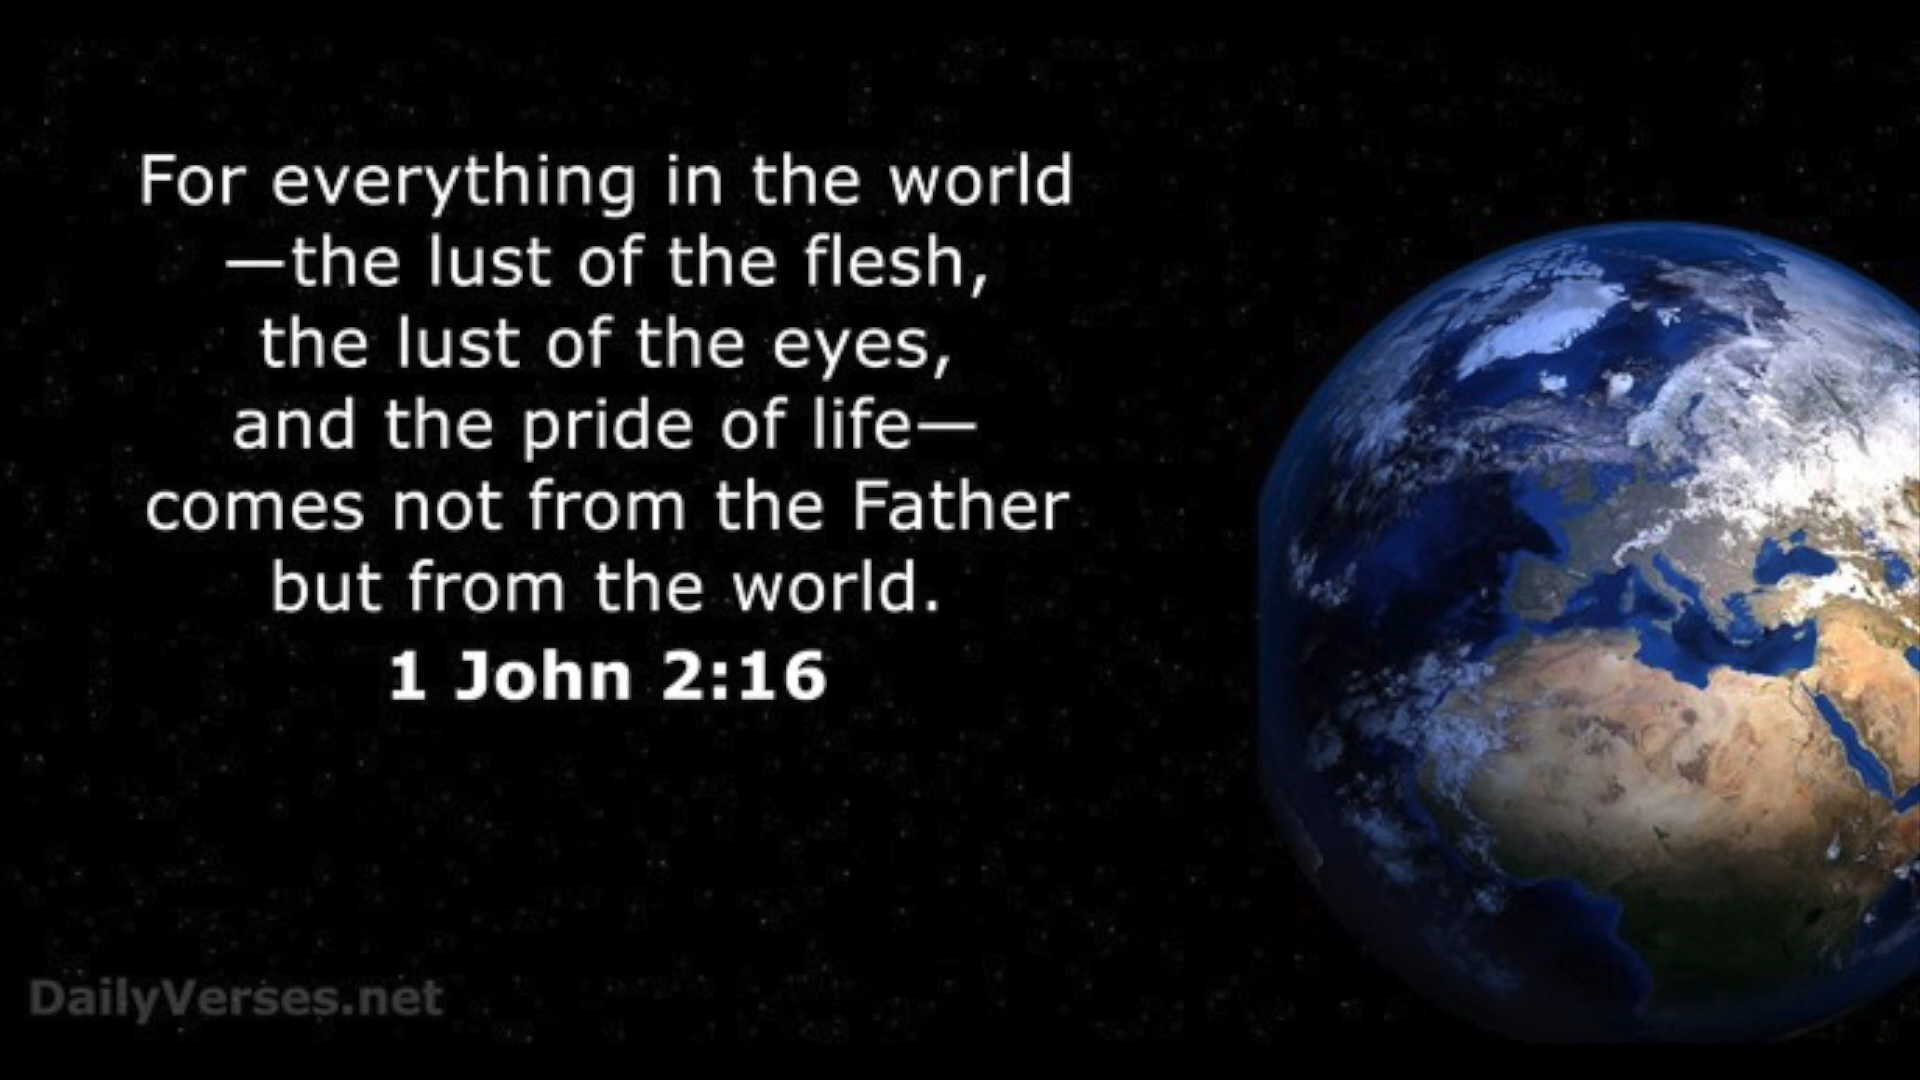 For everything in the world
—the lust of the flesh,
the lust of the eyes,
and the pride of life—
comes not from the Father
but from the world.
1 John 2:16
DailyVerses.net